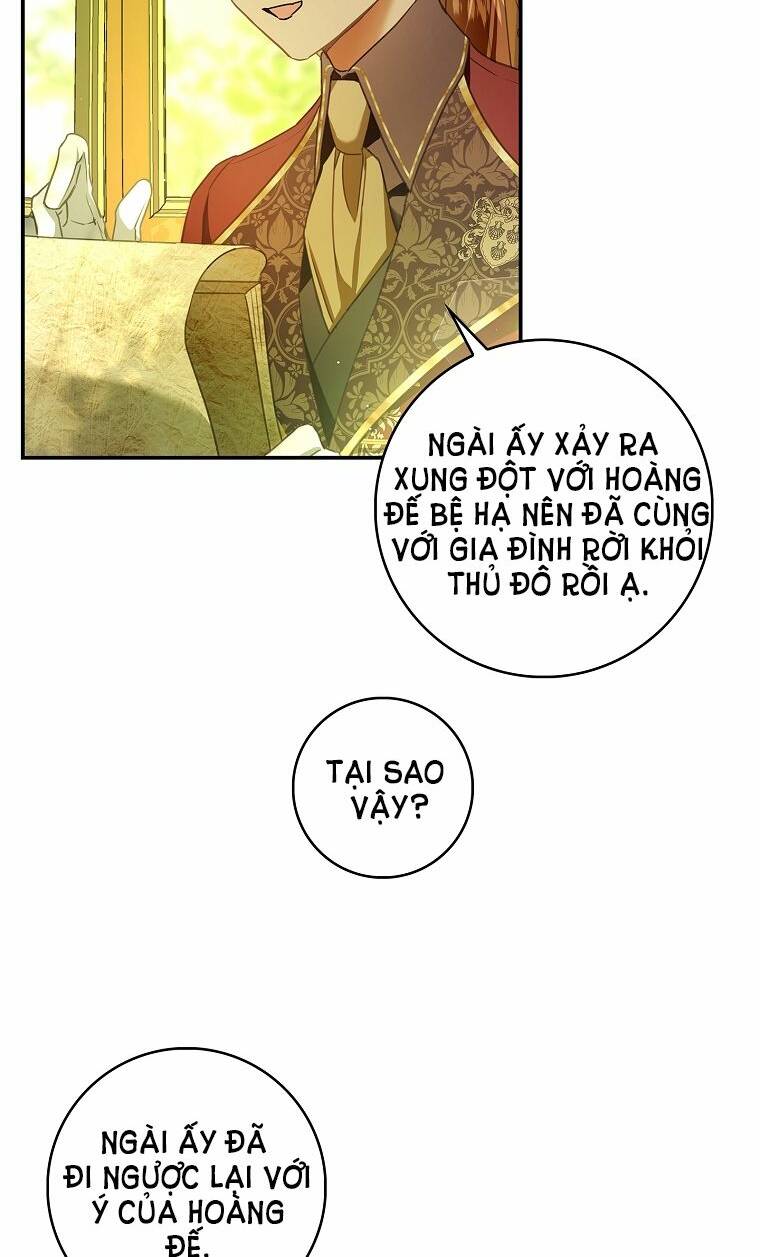 NGÀI ẤY XẢY RA
XUNG ĐỘT VỚI HOÀNG
ĐẾ BỆ HẠ NÊN ĐÃ CÙNG
VỚI GIA ĐÌNH RỜI KHỎI
THỦ ĐÔ RỒI Ạ.
TẠI SAO
VẬY?
NGÀI ẤY ĐÃ
ĐI NGƯỢC LẠI VỚI
Ý CỦA HOÀNG
ĐẾ.